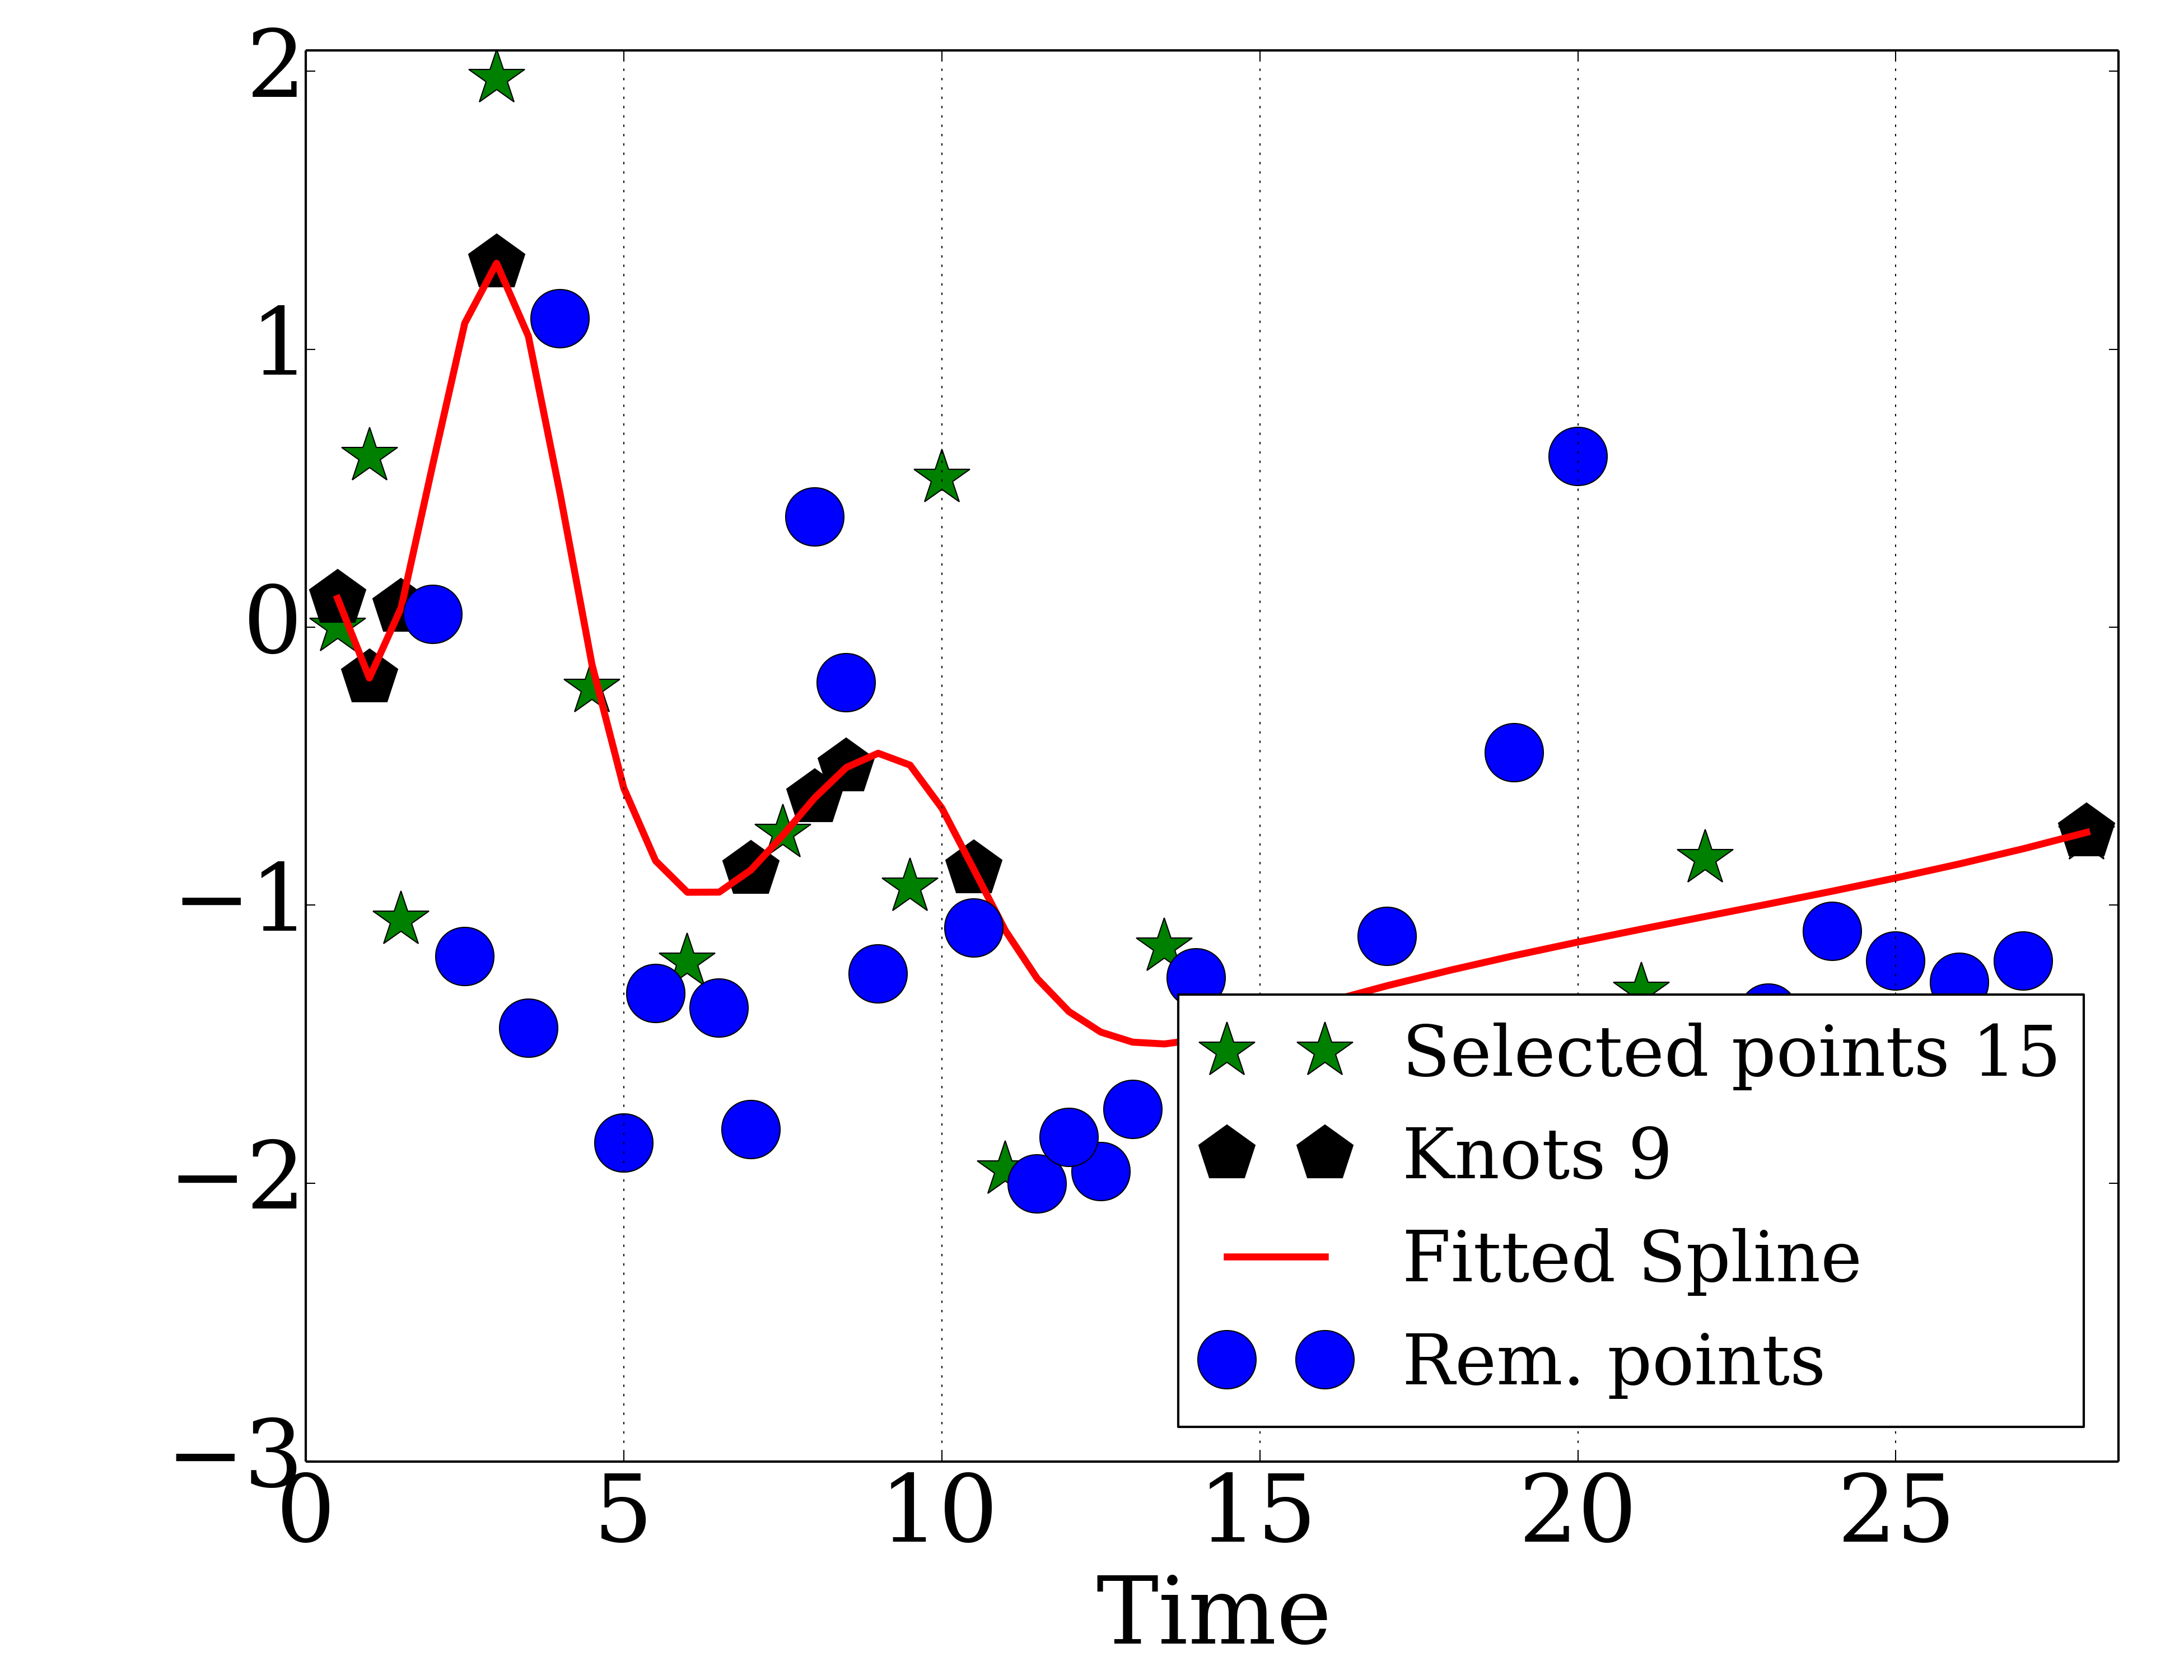 2
1
0
−1
−2
−3
0 5 10 15 20 25
Time
Selected points 15
Knots 9
Fitted Spline
Rem. points